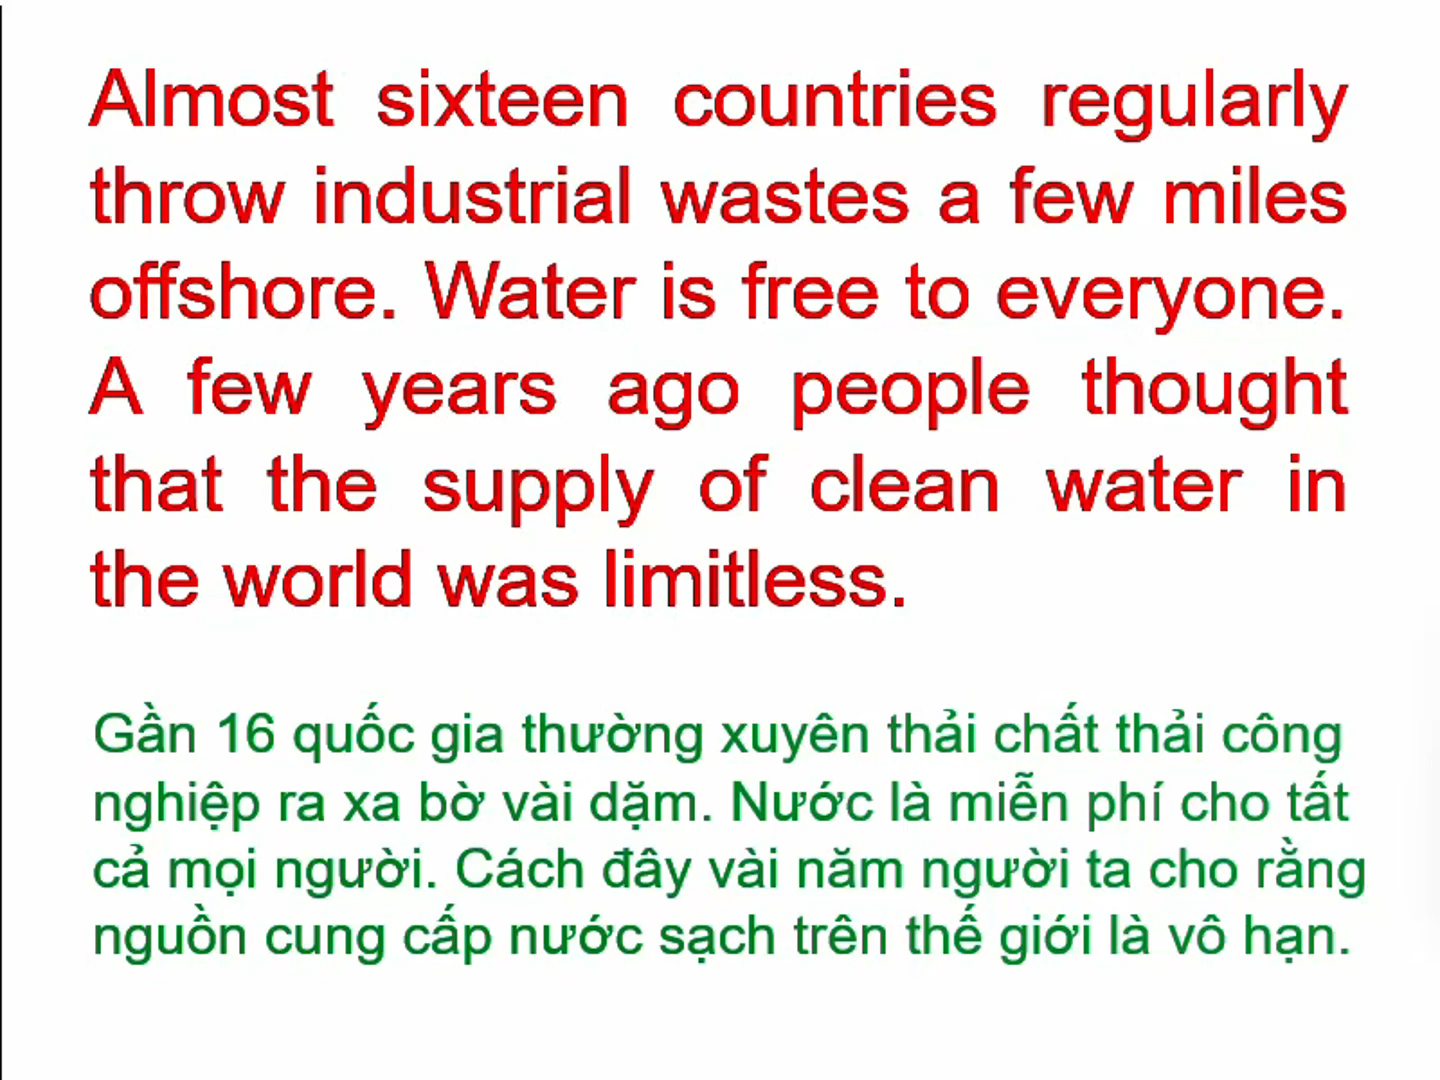 Almost sixteen countries regularly
throw industrial wastes a few miles
offshore. Water is free to everyone.
A few years ago people thought
that the supply of clean water in
the world was limitless.
Gần 16 quốc gia thường xuyên thải chất thải công
nghiệp ra xa bờ vài dặm. Nước là miễn phí cho tất
cả mọi người. Cách đây vài năm người ta cho rằng
nguồn cung cấp nước sạch trên thế giới là vô hạn.